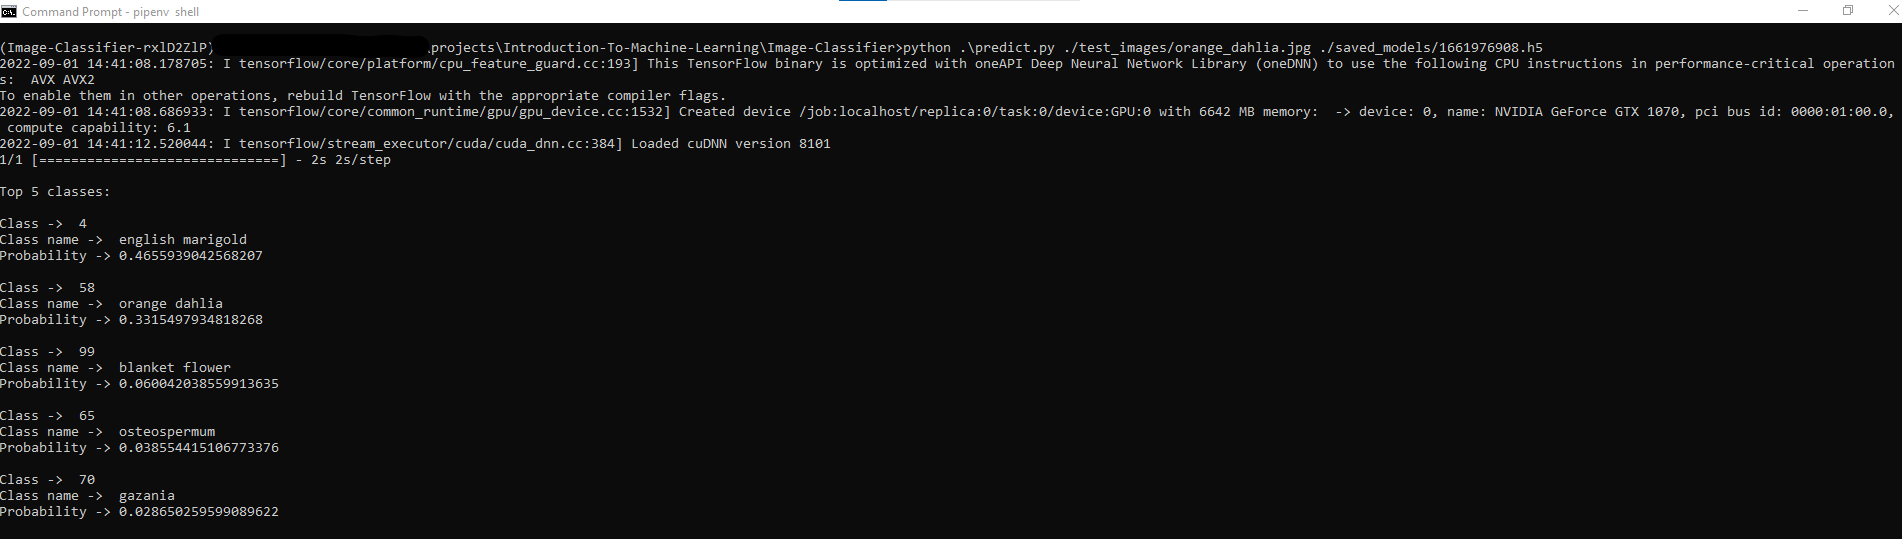 Command Prompt - pipenv  shell
(Image-Classifier-rxlD2ZlP) \projects\Introduction-To-Machine-Learning\Image-Classifier>python .\predict.py ./test_images/orange_dahlia.jpg ./saved_models/1661976908.h5
2022-09-01 14:41:08.178705: I tensorflow/core/platform/cpu_feature_guard.cc:193] This TensorFlow binary is optimized with oneAPI Deep Neural Network Library (oneDNN) to use the following CPU instructions in performance-critical operation
s:  AVX AVX2
To enable them in other operations, rebuild TensorFlow with the appropriate compiler flags.
2022-09-01 14:41:08.686933: I tensorflow/core/common_runtime/gpu/gpu_device.cc:1532] Created device /job:localhost/replica:0/task:0/device:GPU:0 with 6642 MB memory:  -> device: 0, name: NVIDIA GeForce GTX 1070, pci bus id: 0000:01:00.0,
 compute capability: 6.1
2022-09-01 14:41:12.520044: I tensorflow/stream_executor/cuda/cuda_dnn.cc:384] Loaded cuDNN version 8101
1/1 [==============================] - 2s 2s/step
Top 5 classes:
Class ->  4
Class name ->  english marigold
Probability -> 0.4655939042568207
Class ->  58
Class name ->  orange dahlia
Probability -> 0.3315497934818268
Class ->  99
Class name ->  blanket flower
Probability -> 0.060042038559913635
Class ->  65
Class name ->  osteospermum
Probability -> 0.038554415106773376
Class ->  70
Class name ->  gazania
Probability -> 0.028650259599089622